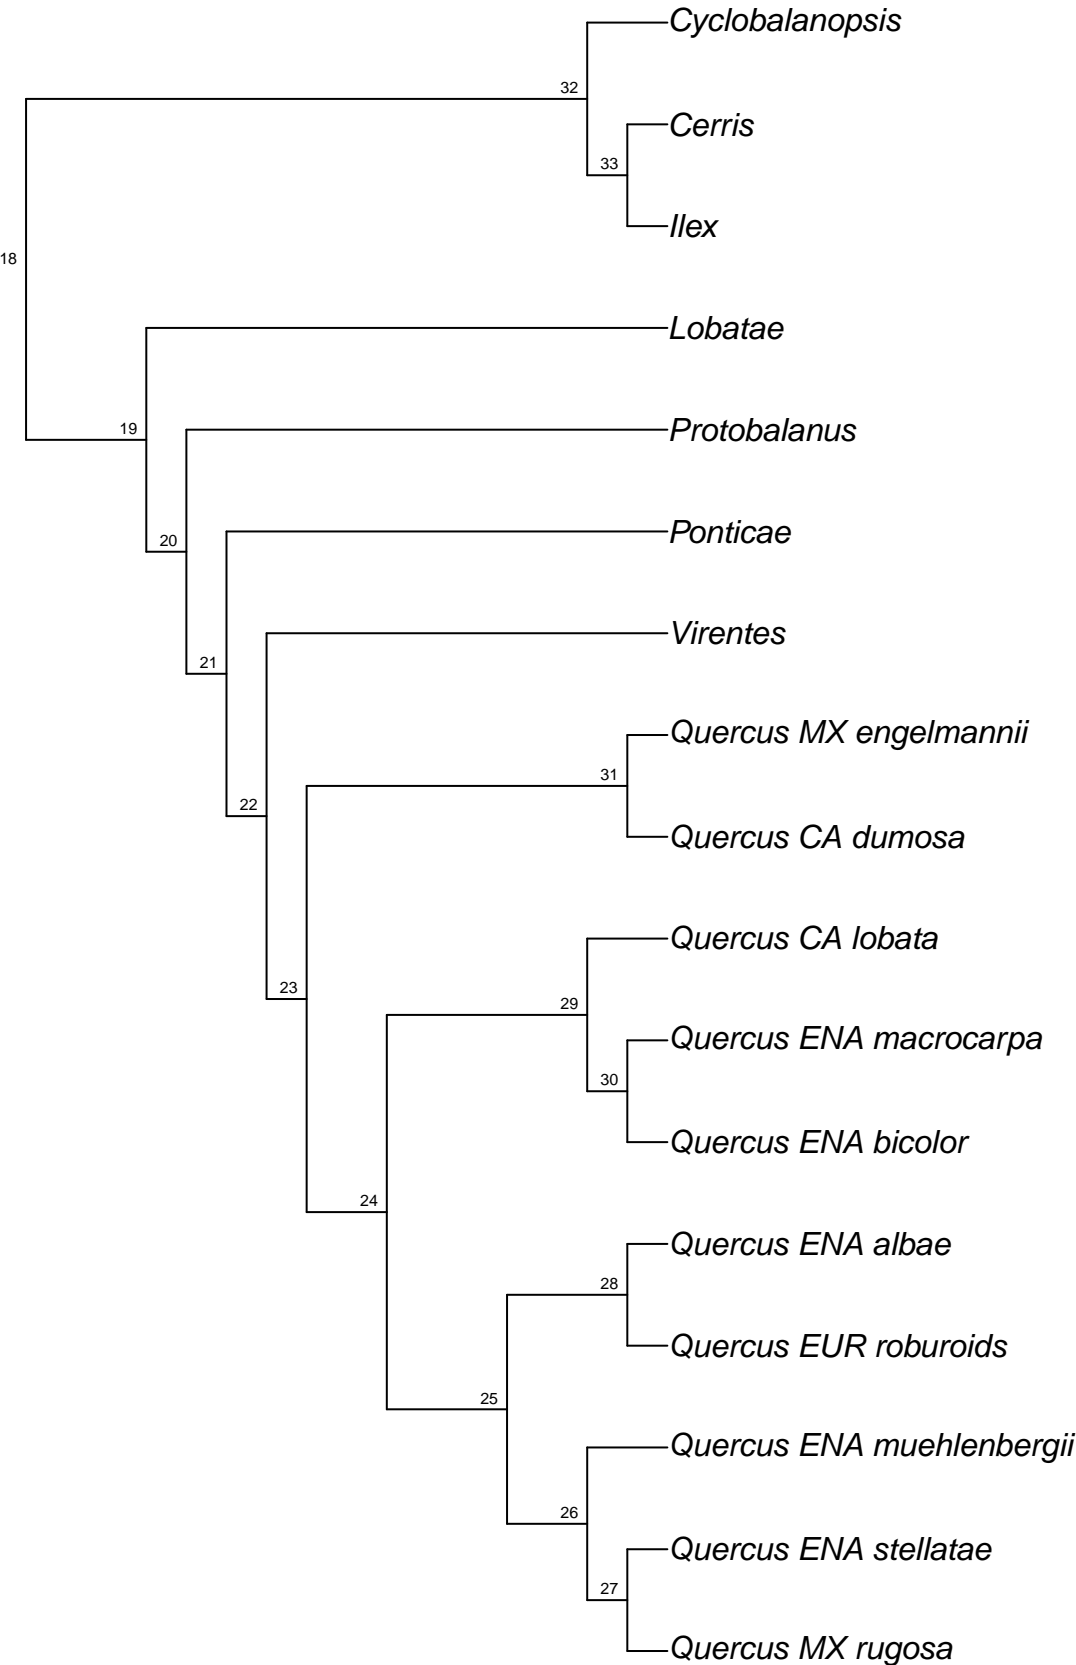 Cyclobalanopsis
32
Cerris
33
Ilex
18
Lobatae
19
Protobalanus
20
Ponticae
21
Virentes
22
Quercus MX engelmannii
31
Quercus CA dumosa
23
Quercus CA lobata
29
Quercus ENA macrocarpa
30
Quercus ENA bicolor
24
Quercus ENA albae
28
Quercus EUR roburoids
25
Quercus ENA muehlenbergii
26
Quercus ENA stellatae
27
Quercus MX rugosa